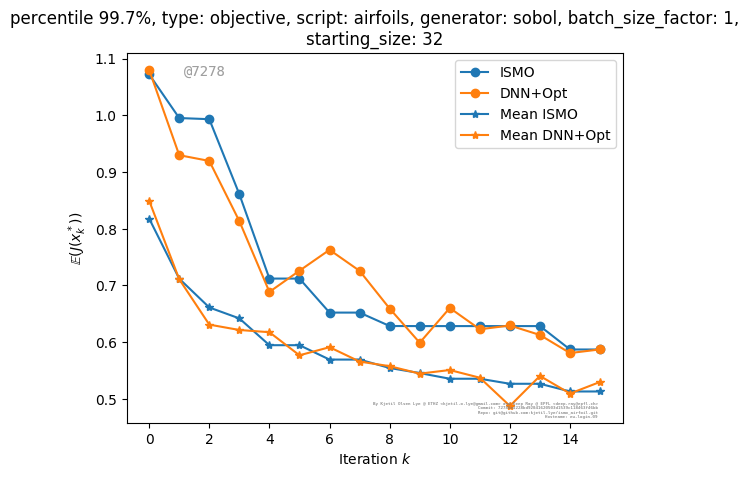 percentile 99.7%, type: objective, script: airfoils, generator: sobol, batch_size_factor: 1,
starting_size: 32
@7278
ISMO
DNN+Opt
Mean ISMO
Mean DNN+Opt
1.1
1.0
0.9
0.8
0.7
0.6
0.5
𝔼(J(x*k))
0 2 4 6 8 10 12 14
Iteration k